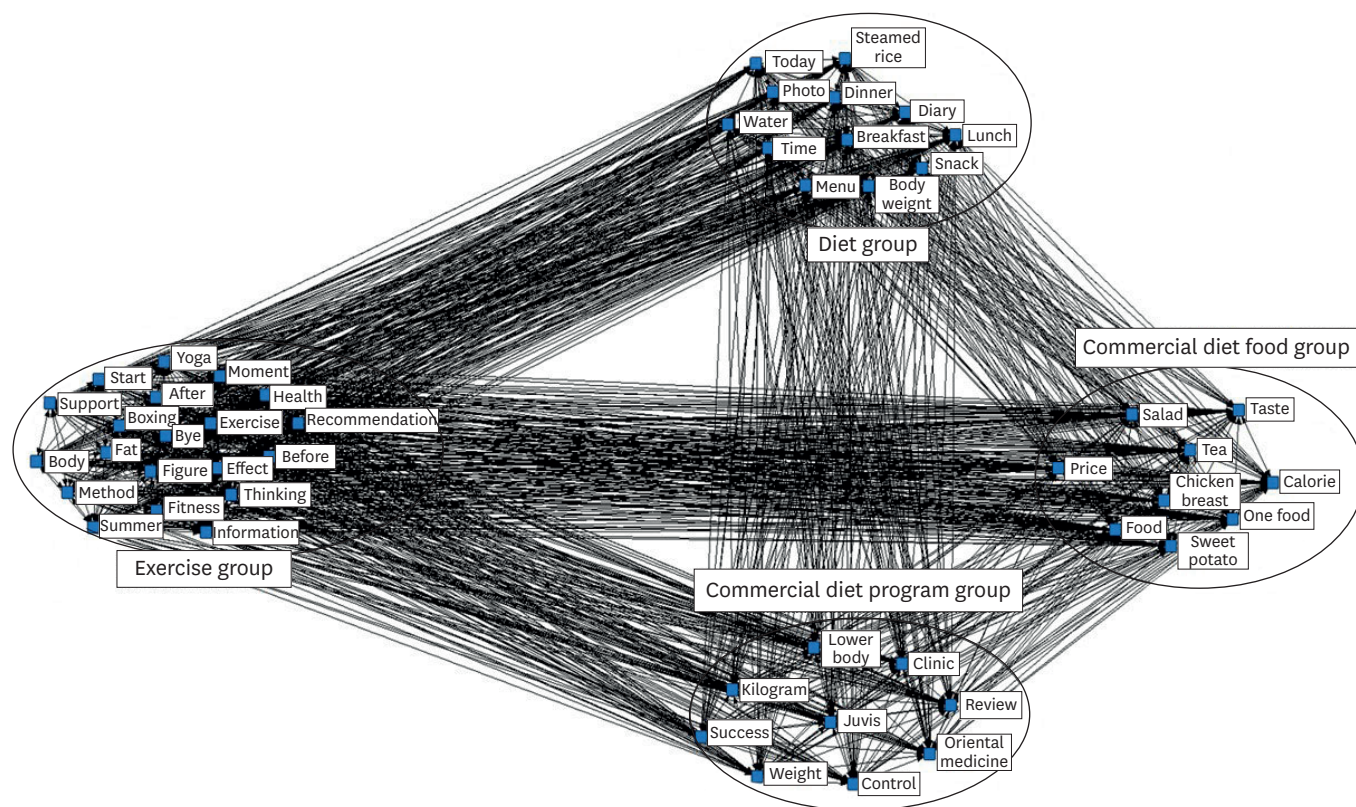 Steamed
rice
Today
Photo
Dinner
Diary
Water
Breakfast
Lunch
Time
Snack
Menu
Body
weignt
Diet group
Commercial diet food group
Yoga
Moment
Start
After
Health
Support
Boxing
Exercise
Recommendation
Bye
Fat
Before
Body
Figure
Effect
Method
Thinking
Fitness
Summer
Information
Exercise group
Salad
Taste
Tea
Price
Chicken
breast
Calorie
Food
One food
Sweet
potato
Commercial diet program group
Lower
body
Clinic
Kilogram
Review
Juvis
Success
Oriental
medicine
Weight
Control